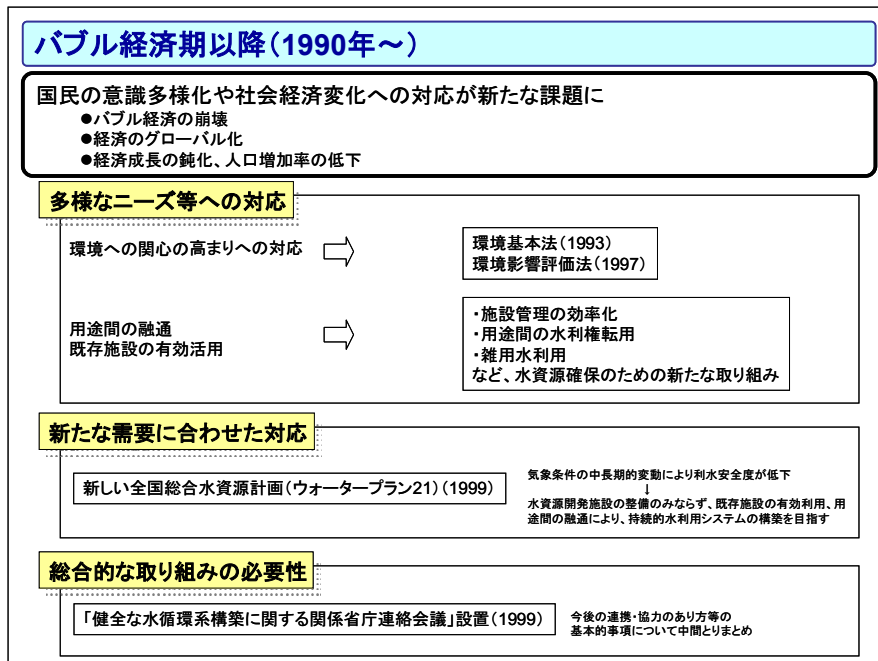 バブル経済期以降(1990年～)
国民の意識多様化や社会経済変化への対応が新たな課題に
●バブル経済の崩壊
●経済のグローバル化
●経済成長の鈍化、人口増加率の低下
多様なニーズ等への対応
環境への関心の高まりへの対応
環境基本法(1993)
環境影響評価法(1997)
用途間の融通
既存施設の有効活用
・施設管理の効率化
・用途間の水利権転用
・雑用水利用
など、水資源確保のための新たな取り組み
新たな需要に合わせた対応
新しい全国総合水資源計画(ウォータープラン21)(1999)
気象条件の中長期的変動により利水安全度が低下
↓
水資源開発施設の整備のみならず、既存施設の有効利用、用
途間の融通により、持続的水利用システムの構築を目指す
総合的な取り組みの必要性
「健全な水循環系構築に関する関係省庁連絡会議」設置(1999)
今後の連携・協力のあり方等の
基本的事項について中間とりまとめ